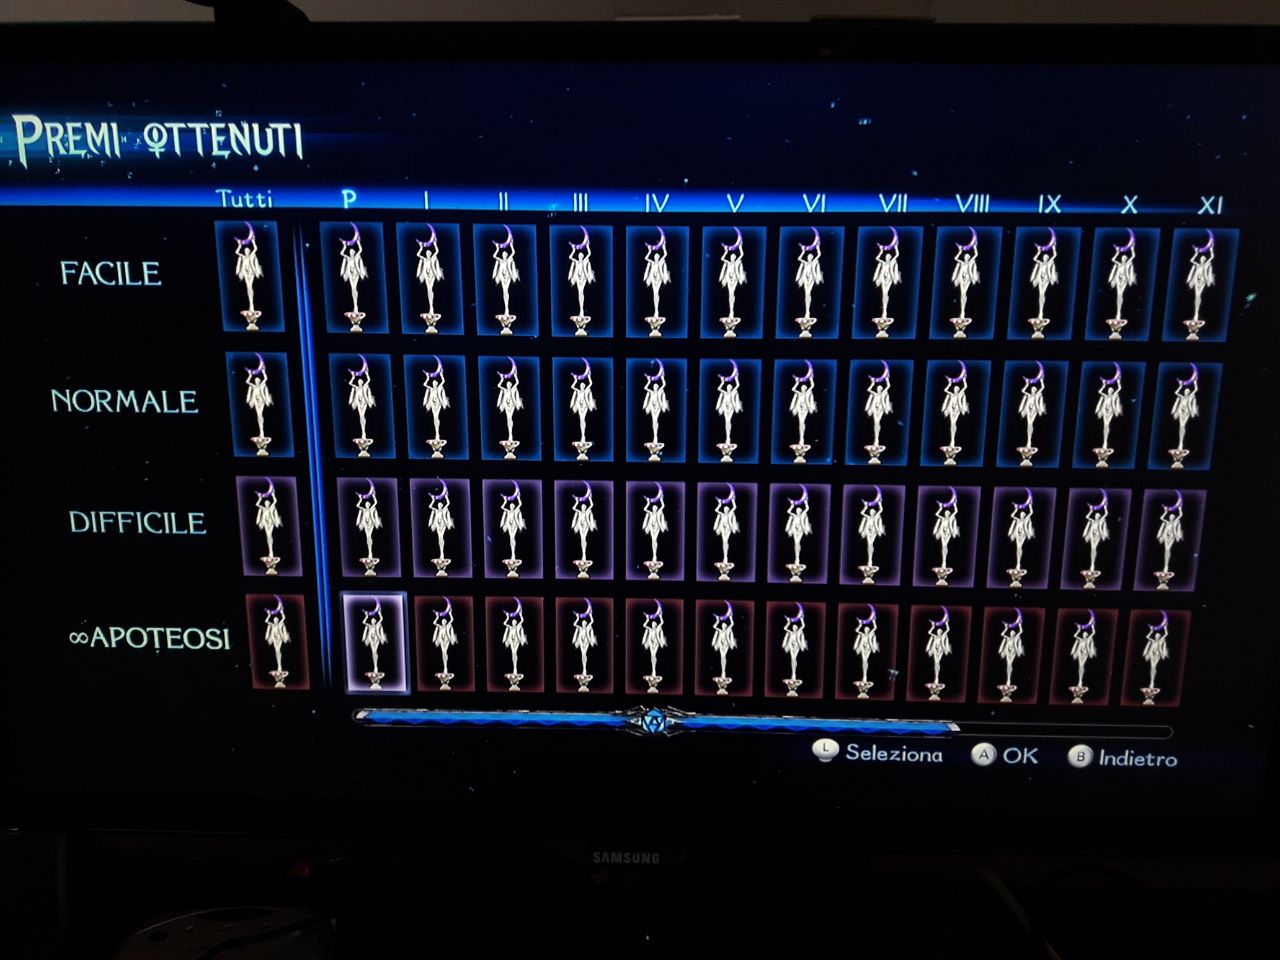 PREMI OTTENUTI
Tutti P I II III IV V VI VII VIII IX X XI
FACILE
NORMALE
DIFFICILE
∞APOTEOSI
L Seleziona A OK B Indietro
SAMSUNG